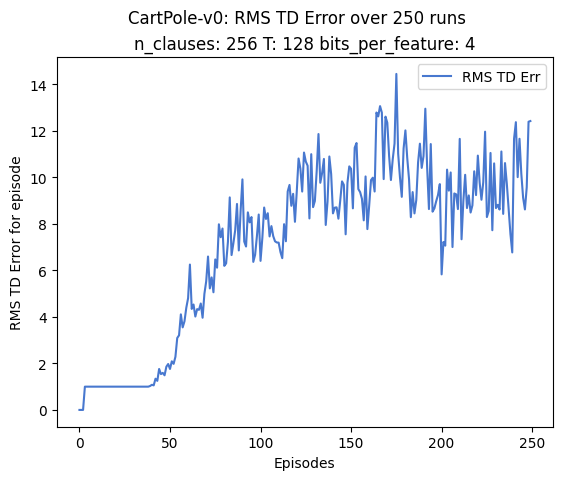 CartPole-v0: RMS TD Error over 250 runs
n_clauses: 256 T: 128 bits_per_feature: 4
RMS TD Err
RMS TD Error for episode
14
12
10
8
6
4
2
0
0 50 100 150 200 250
Episodes